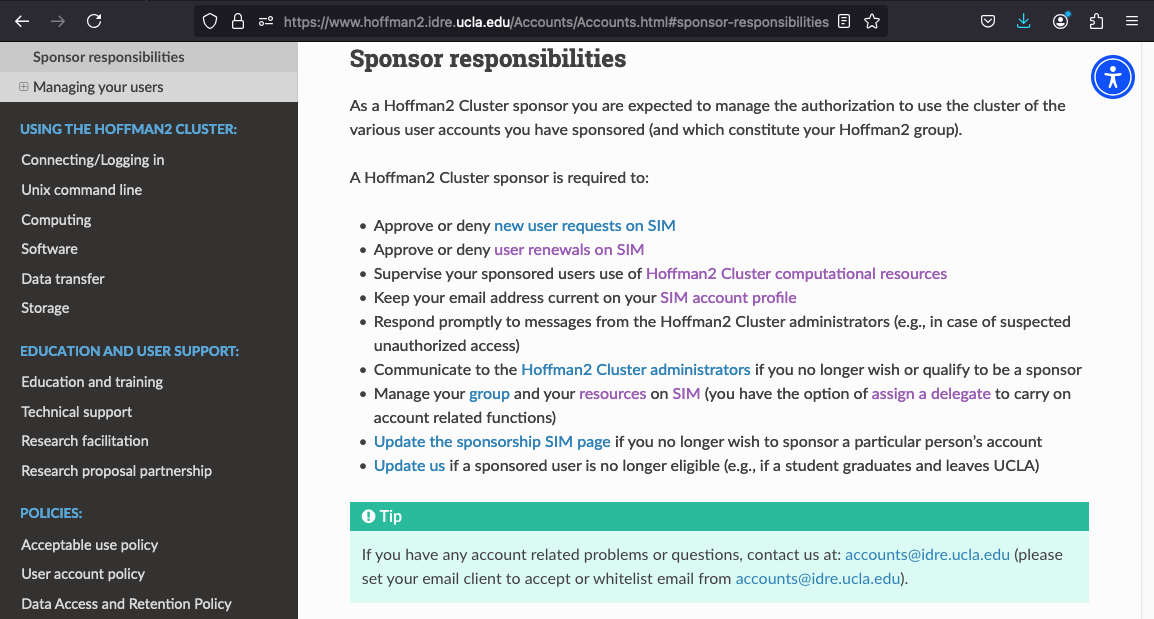 https://www.hoffman2.idre.ucla.edu/Accounts/Accounts.html#sponsor-responsibilities
Sponsor responsibilities
Managing your users
USING THE HOFFMAN2 CLUSTER:
Connecting/Logging in
Unix command line
Computing
Software
Data transfer
Storage
EDUCATION AND USER SUPPORT:
Education and training
Technical support
Research facilitation
Research proposal partnership
POLICIES:
Acceptable use policy
User account policy
Data Access and Retention Policy
Sponsor responsibilities
As a Hoffman2 Cluster sponsor you are expected to manage the authorization to use the cluster of the
various user accounts you have sponsored (and which constitute your Hoffman2 group).
A Hoffman2 Cluster sponsor is required to:
• Approve or deny new user requests on SIM
• Approve or deny user renewals on SIM
• Supervise your sponsored users use of Hoffman2 Cluster computational resources
• Keep your email address current on your SIM account profile
• Respond promptly to messages from the Hoffman2 Cluster administrators (e.g., in case of suspected
unauthorized access)
• Communicate to the Hoffman2 Cluster administrators if you no longer wish or qualify to be a sponsor
• Manage your group and your resources on SIM (you have the option of assign a delegate to carry on
account related functions)
• Update the sponsorship SIM page if you no longer wish to sponsor a particular person's account
• Update us if a sponsored user is no longer eligible (e.g., if a student graduates and leaves UCLA)
Tip
If you have any account related problems or questions, contact us at: accounts@idre.ucla.edu (please
set your email client to accept or whitelist email from accounts@idre.ucla.edu).